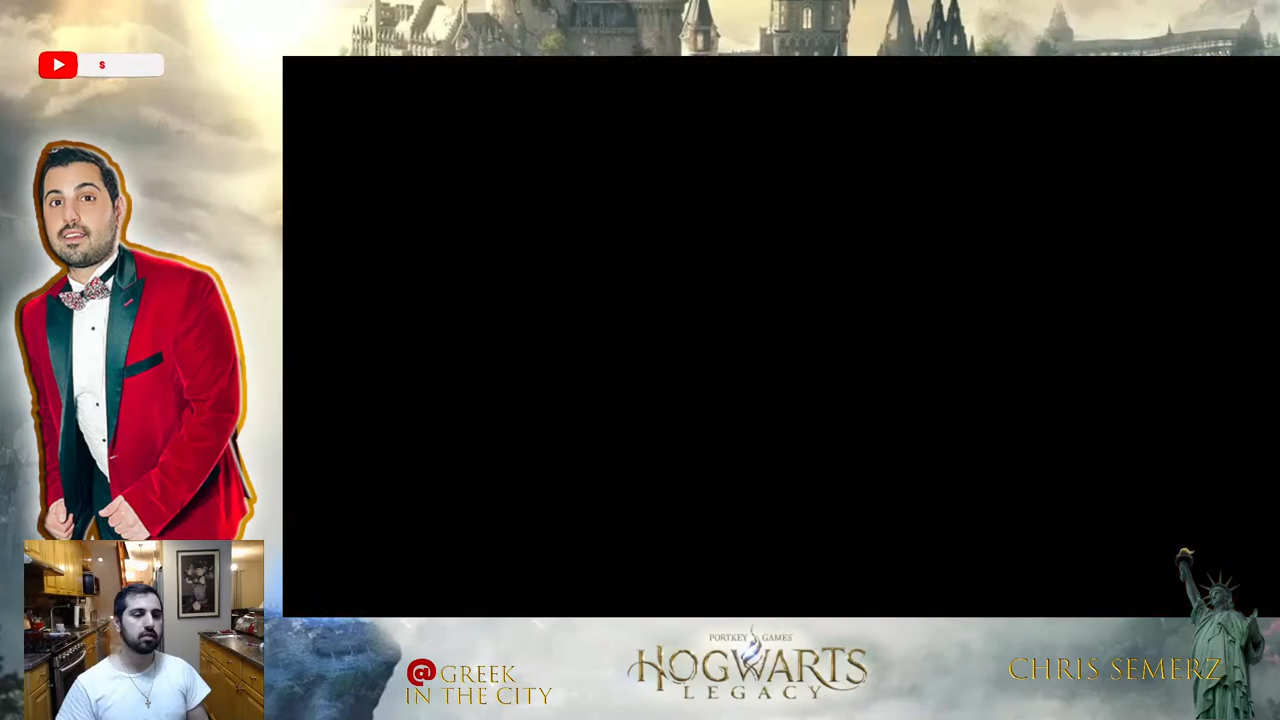 S
PORTKEY GAMES
HOGWARTS
LEGACY
@GREEK
IN THE CITY
CHRIS SEMERZ